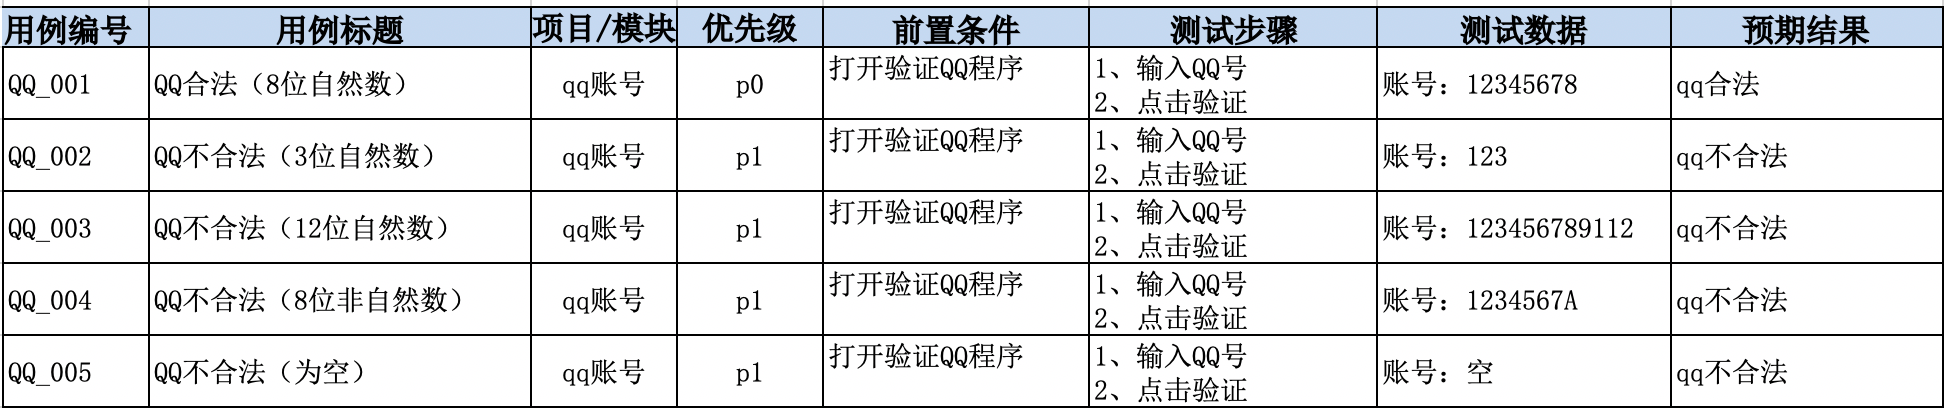 用例编号 用例标题 项目/模块 优先级 前置条件 测试步骤 测试数据 预期结果
QQ_001 QQ合法（8位自然数） qq账号 p0 打开验证QQ程序 1、输入QQ号 账号：12345678 qq合法
2、点击验证
QQ_002 QQ不合法（3位自然数） qq账号 p1 打开验证QQ程序 1、输入QQ号 账号：123 qq不合法
2、点击验证
QQ_003 QQ不合法（12位自然数） qq账号 p1 打开验证QQ程序 1、输入QQ号 账号：123456789112 qq不合法
2、点击验证
QQ_004 QQ不合法（8位非自然数） qq账号 p1 打开验证QQ程序 1、输入QQ号 账号：1234567A qq不合法
2、点击验证
QQ_005 QQ不合法（为空） qq账号 p1 打开验证QQ程序 1、输入QQ号 账号：空 qq不合法
2、点击验证